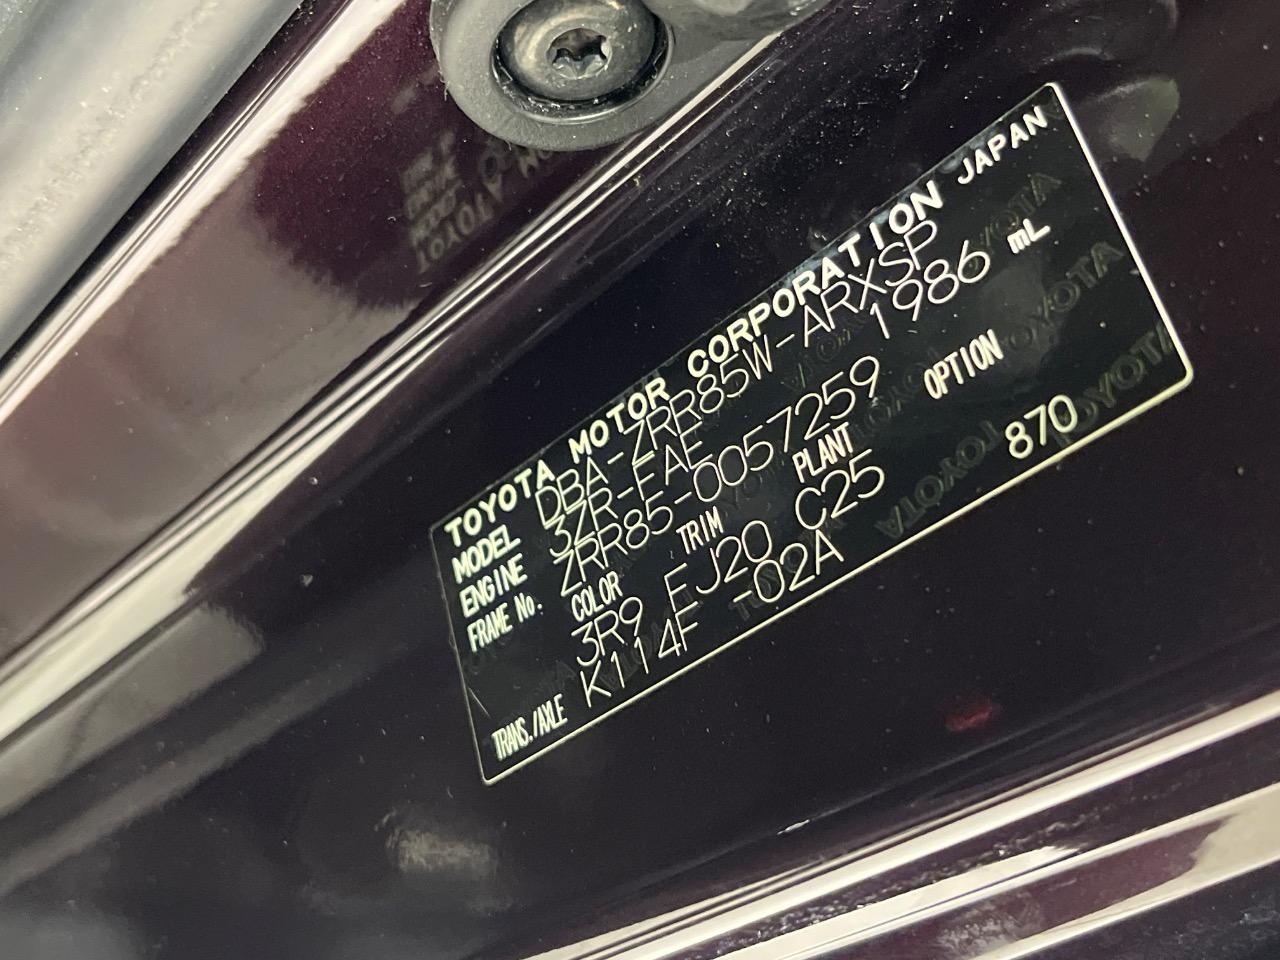 TOYOTA MOTOR CORPORATION JAPAN
MODEL DBA-ZRR85W-ARXSP
ENGINE 3ZR-FAE 1986 mL
FRAME No. ZRR85-0057259
COLOR TRIM PLANT OPTION
3R9 EJ20 C25 870
TRANS./AXLE K114F -02A